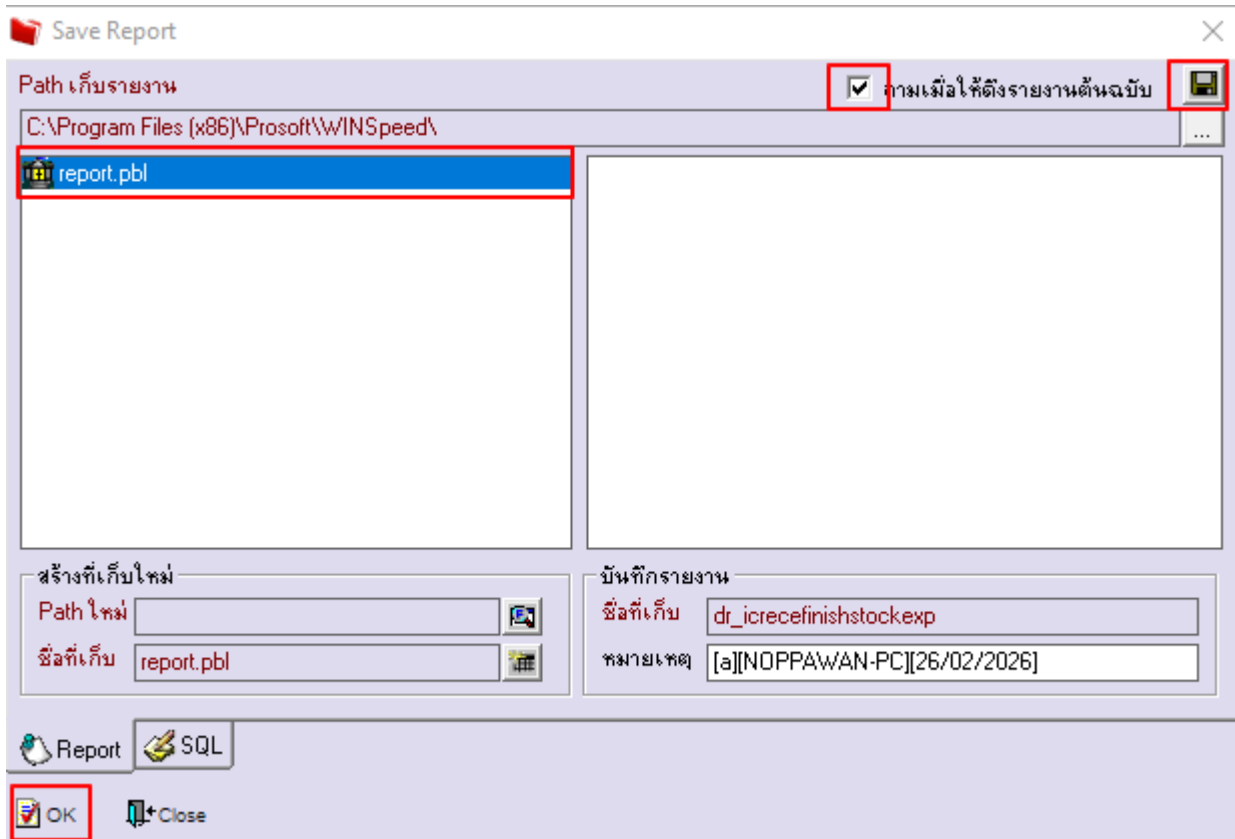 Save Report
Path เก็บรายงาน
ถามเมื่อให้ดึงรายงานต้นฉบับ
C:\Program Files (x86)\Prosoft\WINSpeed\
...
report.pbl
สร้างที่เก็บใหม่
Path ใหม่
ชื่อที่เก็บ report.pbl
บันทึกรายงาน
ชื่อที่เก็บ dr_icrecefinishstockexp
หมายเหตุ [a][NOPPAWAN-PC][26/02/2026]
Report SQL
OK Close